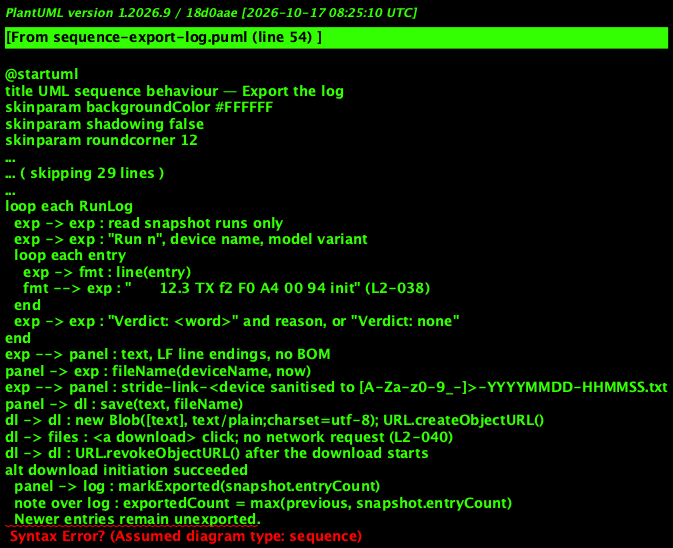 PlantUML version 1.2026.9 / 18d0aae [2026-10-17 08:25:10 UTC]
[From sequence-export-log.puml (line 54) ]
@startuml
title UML sequence behaviour — Export the log
skinparam backgroundColor #FFFFFF
skinparam shadowing false
skinparam roundcorner 12
...
... ( skipping 29 lines )
...
loop each RunLog
  exp -> exp : read snapshot runs only
  exp -> exp : "Run n", device name, model variant
  loop each entry
    exp -> fmt : line(entry)
    fmt --> exp : "      12.3 TX f2 F0 A4 00 94 init" (L2-038)
  end
  exp -> exp : "Verdict: <word>" and reason, or "Verdict: none"
end
exp --> panel : text, LF line endings, no BOM
panel -> exp : fileName(deviceName, now)
exp --> panel : stride-link-<device sanitised to [A-Za-z0-9_-]>-YYYYMMDD-HHMMSS.txt
panel -> dl : save(text, fileName)
dl -> dl : new Blob([text], text/plain;charset=utf-8); URL.createObjectURL()
dl -> files : <a download> click; no network request (L2-040)
dl -> dl : URL.revokeObjectURL() after the download starts
alt download initiation succeeded
  panel -> log : markExported(snapshot.entryCount)
  note over log : exportedCount = max(previous, snapshot.entryCount)
  Newer entries remain unexported.
Syntax Error? (Assumed diagram type: sequence)